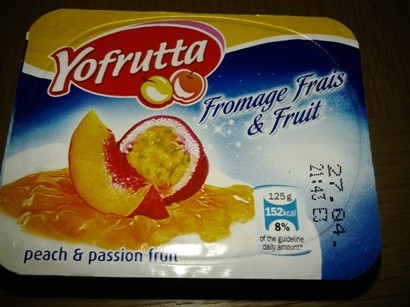 Yofrutta
Fromage Frais
& Fruit
125g
152kcal
8%
of the guideline
daily amount*
peach & passion fruit
27.04.
21:43 E3